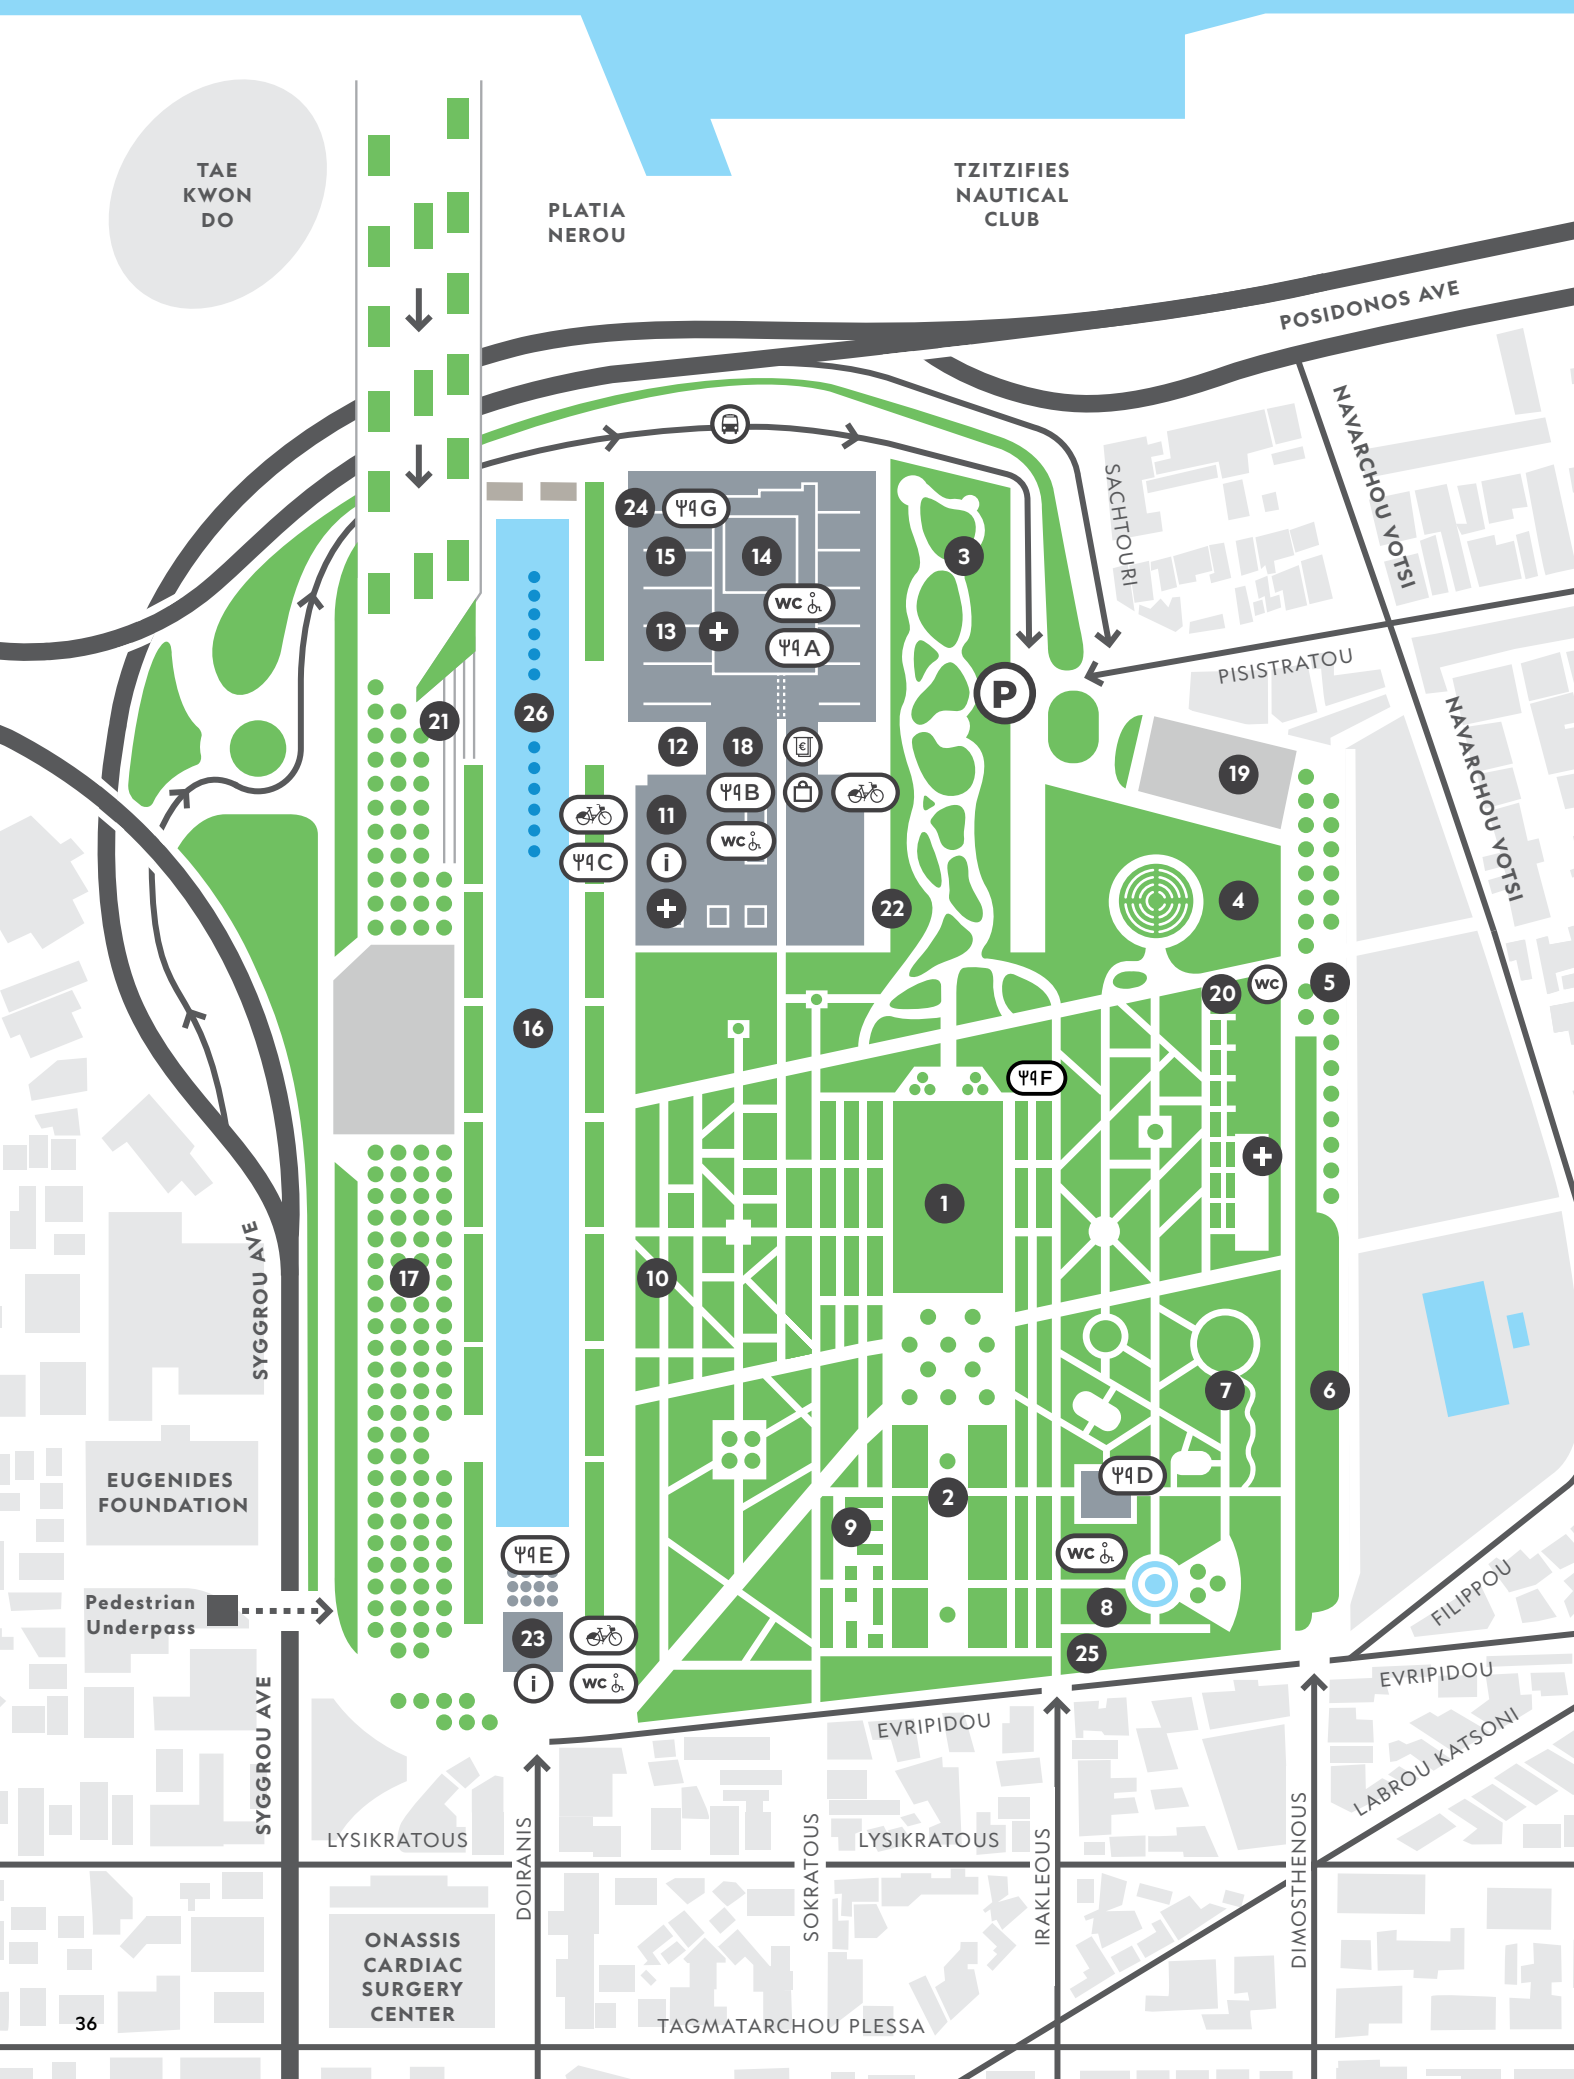 TAE
KWON
DO
PLATIA
NEROU
TZITZIFIES
NAUTICAL
CLUB
POSIDONOS AVE
NAVARCHOU VOTSI
SACHTOURI
PISISTRATOU
NAVARCHOU VOTSI
24
G
15
14
3
WC
13
A
P
21
26
12
18
€
19
B
11
WC
C
i
4
22
5
20
WC
16
F
1
SYGGROU AVE
17
10
7
6
EUGENIDES
FOUNDATION
D
2
9
E
WC
8
Pedestrian
Underpass
23
25
i
WC
FILIPPOU
EVRIPIDOU
EVRIPIDOU
LABROU KATSONI
SYGGROU AVE
LYSIKRATOUS
DOIRANIS
SOKRATOUS
LYSIKRATOUS
IRAKLEOUS
DIMOSTHENOUS
ONASSIS
CARDIAC
SURGERY
CENTER
36
TAGMATARCHOU PLESSA